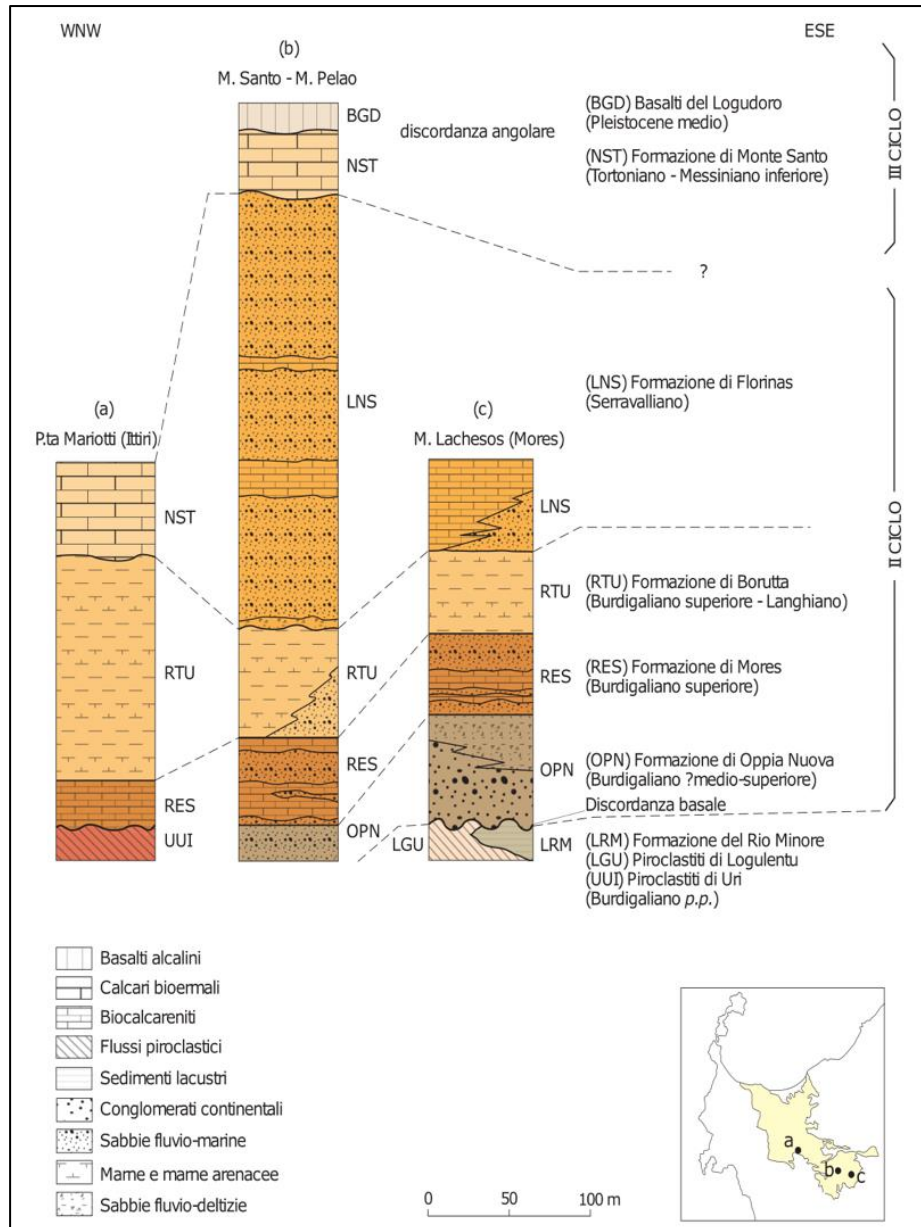 WNW
ESE
(b)
M. Santo - M. Pelao
BGD
NST
LNS
RTU
RES
OPN
discordanza angolare
(BGD) Basalti del Logudoro
(Pleistocene medio)
(NST) Formazione di Monte Santo
(Tortoniano - Messiniano inferiore)
III CICLO
?
(LNS) Formazione di Florinas
(Serravalliano)
(a)
P.ta Mariotti (Ittiri)
NST
RTU
RES
UUI
(c)
M. Lachesos (Mores)
LNS
RTU
RES
OPN
LGU
LRM
(RTU) Formazione di Borutta
(Burdigaliano superiore - Langhiano)
(RES) Formazione di Mores
(Burdigaliano superiore)
(OPN) Formazione di Oppia Nuova
(Burdigaliano ?medio-superiore)
Discordanza basale
II CICLO
(LRM) Formazione del Rio Minore
(LGU) Piroclastiti di Logulentu
(UUI) Piroclastiti di Uri
(Burdigaliano p.p.)
Basalti alcalini
Calcari bioermali
Biocalcareniti
Flussi piroclastici
Sedimenti lacustri
Conglomerati continentali
Sabbie fluvio-marine
Marne e marne arenacee
Sabbie fluvio-deltizie
0 50 100 m
a
b
c